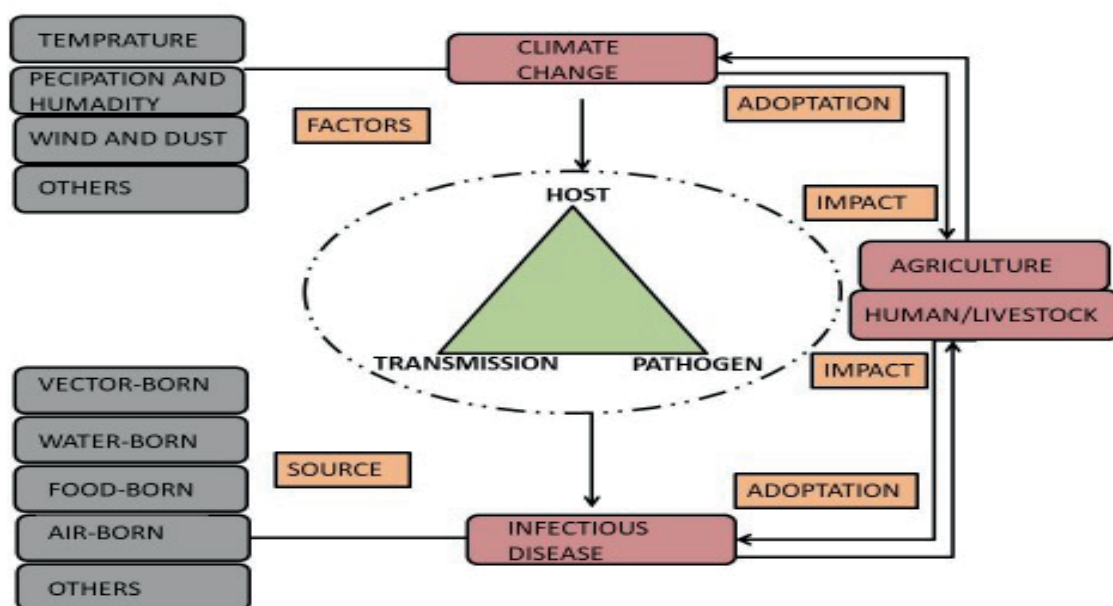 TEMPRATURE
PECIPATION AND
HUMADITY
WIND AND DUST
OTHERS
CLIMATE
CHANGE
FACTORS
ADOPTATION
HOST
IMPACT
AGRICULTURE
HUMAN/LIVESTOCK
TRANSMISSION
PATHOGEN
IMPACT
VECTOR-BORN
WATER-BORN
FOOD-BORN
AIR-BORN
OTHERS
SOURCE
ADOPTATION
INFECTIOUS
DISEASE